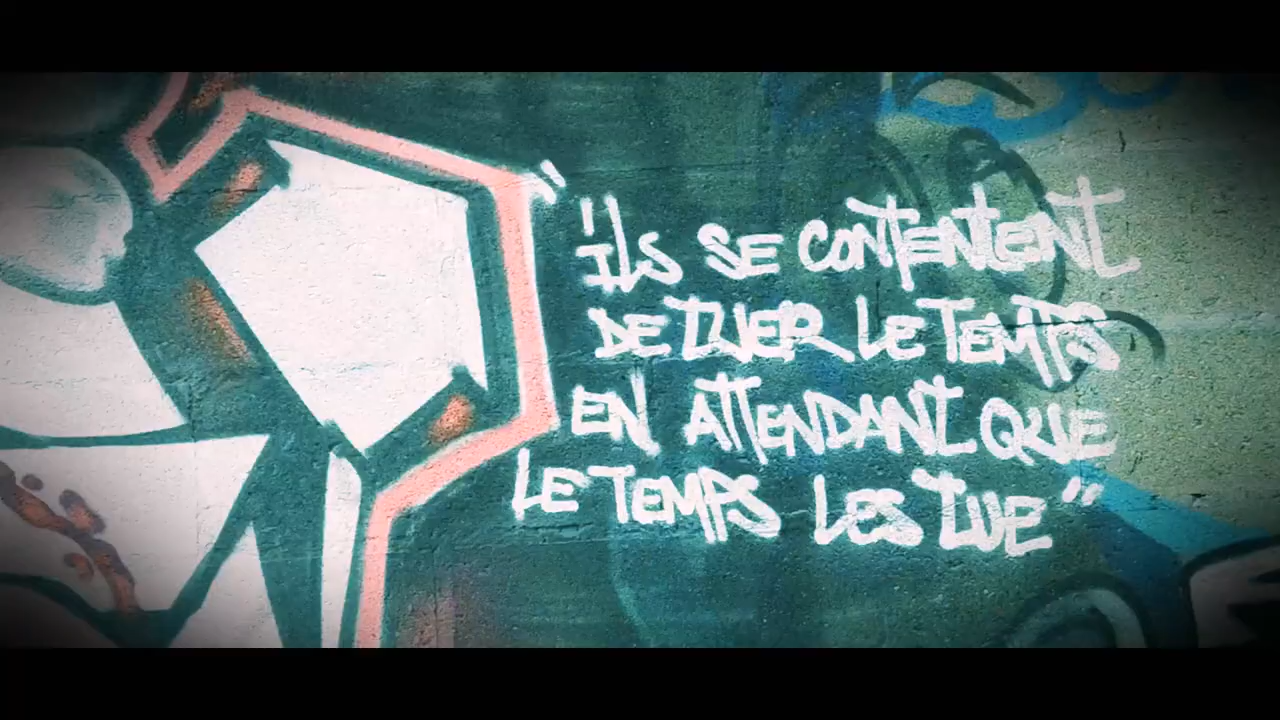 "iLS SE CONTENTENT
DE TUER LE TEMPS
EN ATTENDANT QUE
LE TEMPS LES TUE"